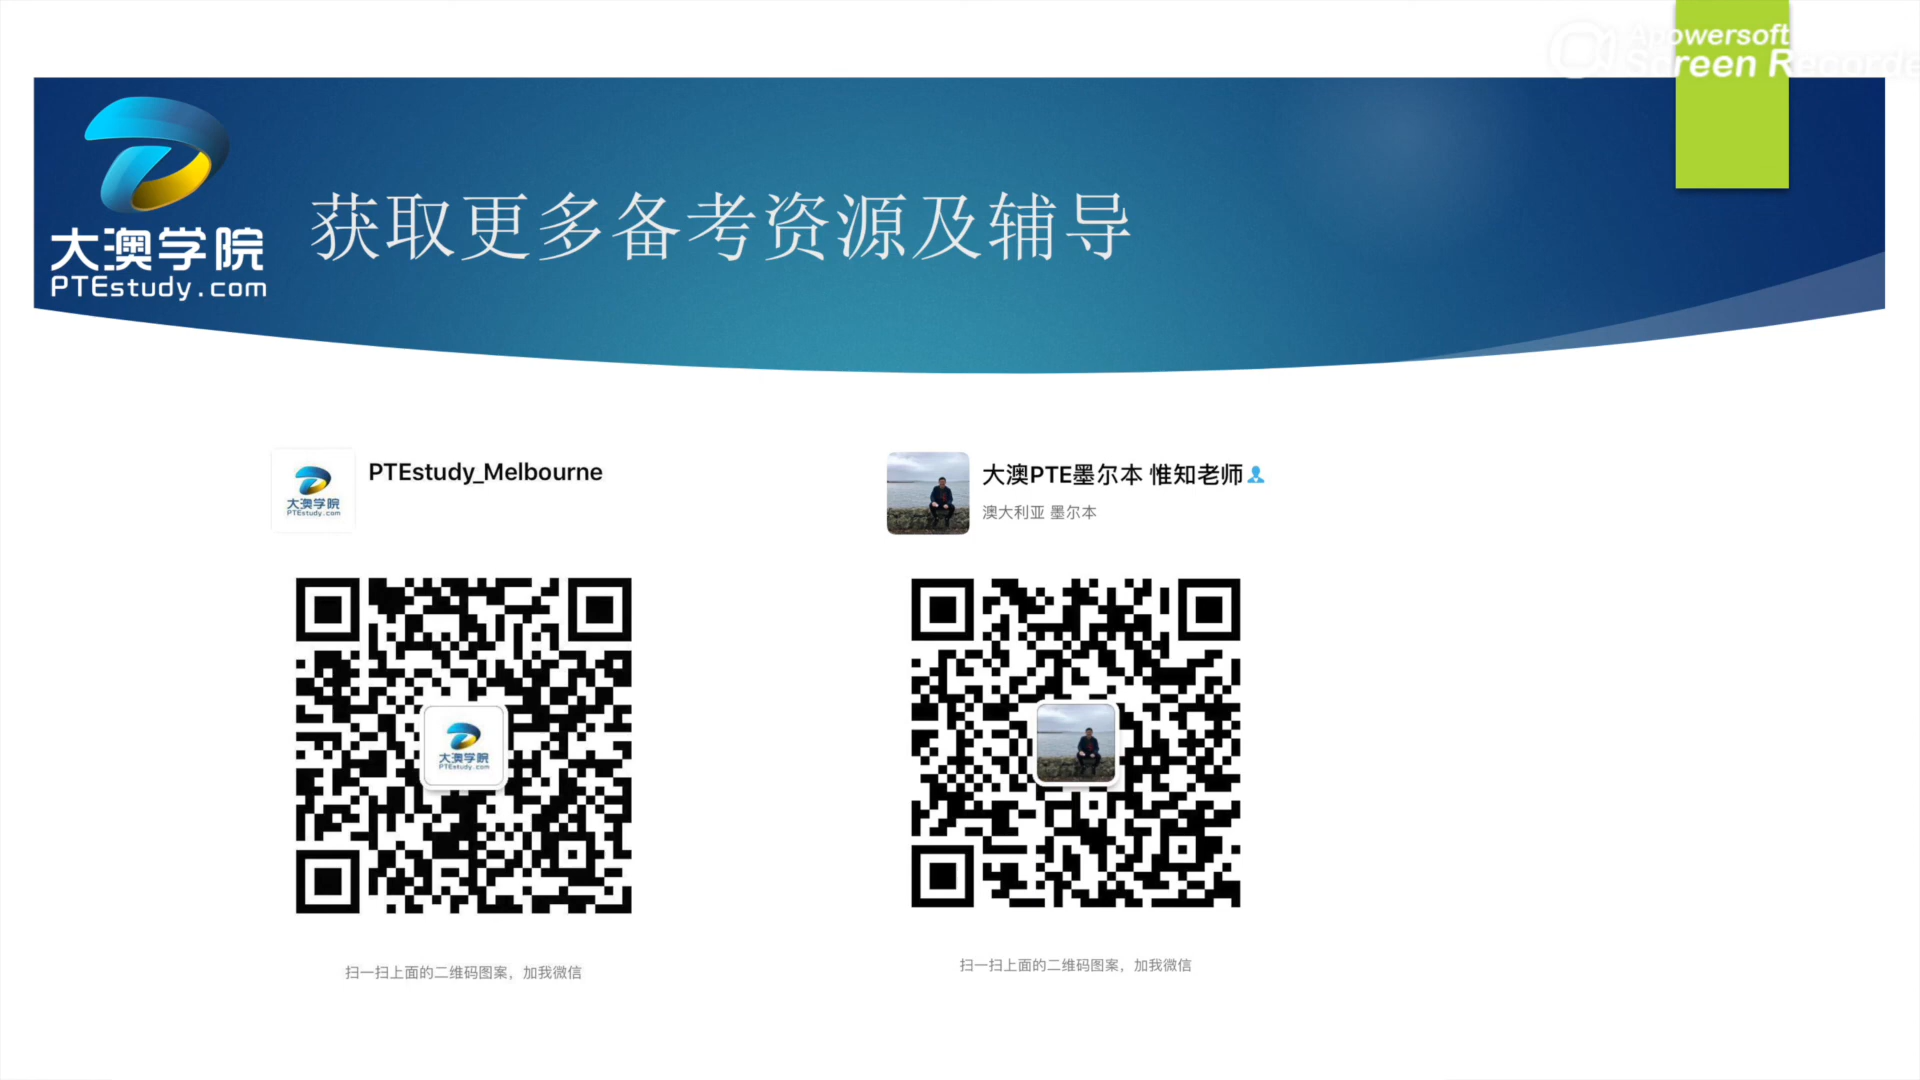 Apowersoft
Screen Recorder
大澳学院
PTEstudy.com
获取更多备考资源及辅导
大澳学院
PTEstudy.com
PTEstudy_Melbourne
大澳PTE墨尔本 惟知老师
澳大利亚 墨尔本
大澳学院
PTEstudy.com
扫一扫上面的二维码图案，加我微信
扫一扫上面的二维码图案，加我微信